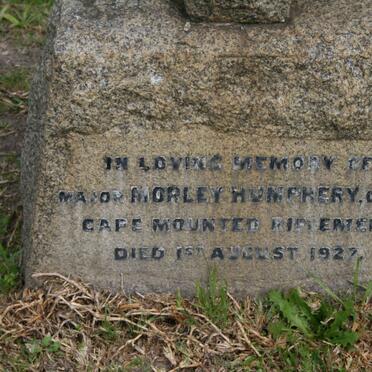 IN LOVING MEMORY OF
MAJOR MORLEY HUMPHERY,
CAPE MOUNTED RIFLEMEN
DIED 1ST AUGUST 1927.